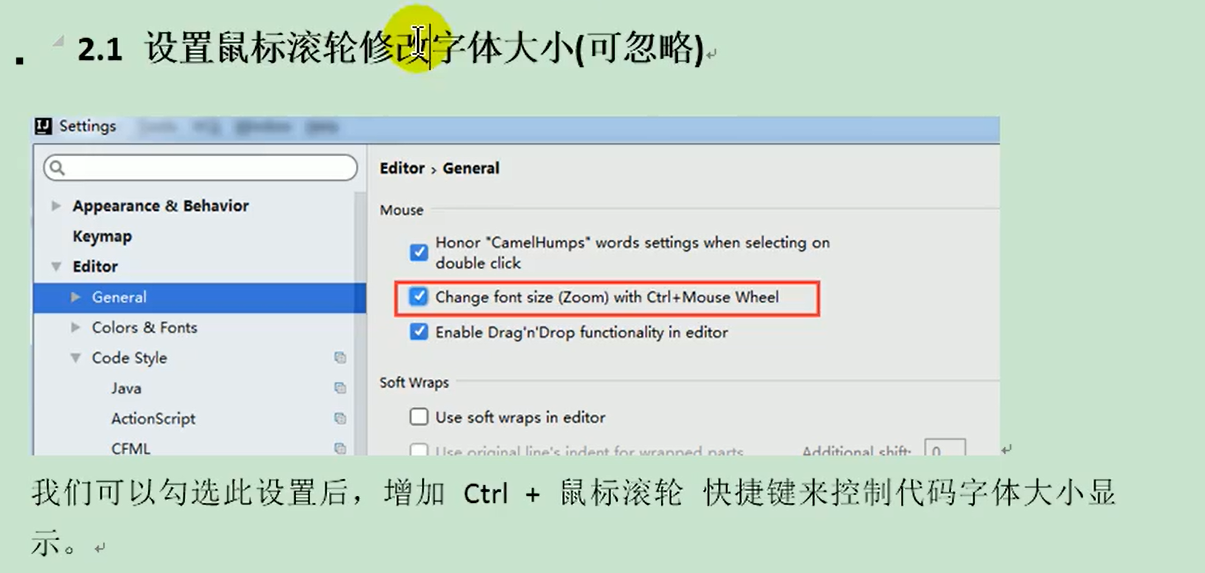 2.1 设置鼠标滚轮修改字体大小(可忽略)
Settings
Editor › General
Mouse
Appearance & Behavior
Keymap
Honor "CamelHumps" words settings when selecting on
double click
Editor
General
Change font size (Zoom) with Ctrl+Mouse Wheel
Colors & Fonts
Enable Drag'n'Drop functionality in editor
Code Style
Soft Wraps
Java
ActionScript
Use soft wraps in editor
CFML
Use original line's indent for wrapped parts
Additional shift: 0
我们可以勾选此设置后，增加 Ctrl + 鼠标滚轮 快捷键来控制代码字体大小显
示。